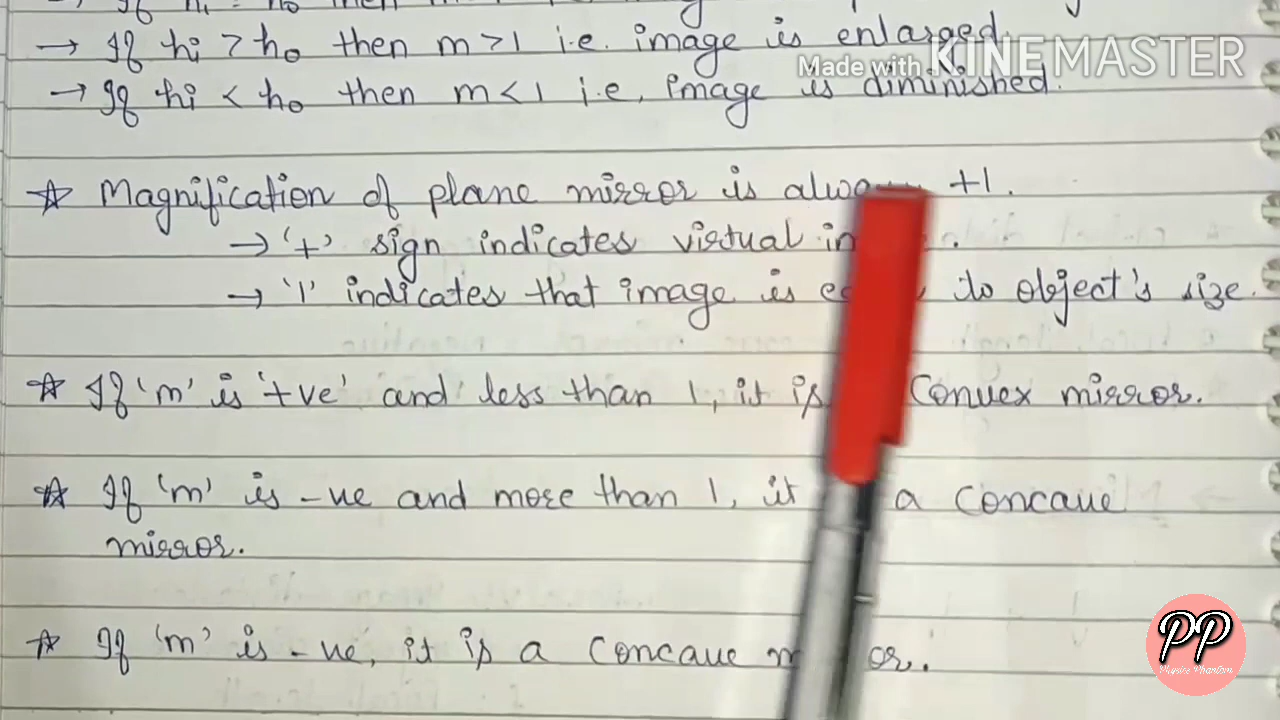 → If hi > ho then m > 1 i.e. image is enlarged.
Made with KINEMASTER
→ If hi < ho then m < 1 i.e, image is diminished.
☆ Magnification of plane mirror is +1.
→ '+' sign indicates virtual
→ '1' indicates that image is to object's size.
☆ If 'm' is '+ve' and less than 1, it is convex mirror.
☆ If 'm' is -ve and more than 1, it a concave
mirror.
☆ If 'm' is -ve, it is a concave
PP
Physics Phantom